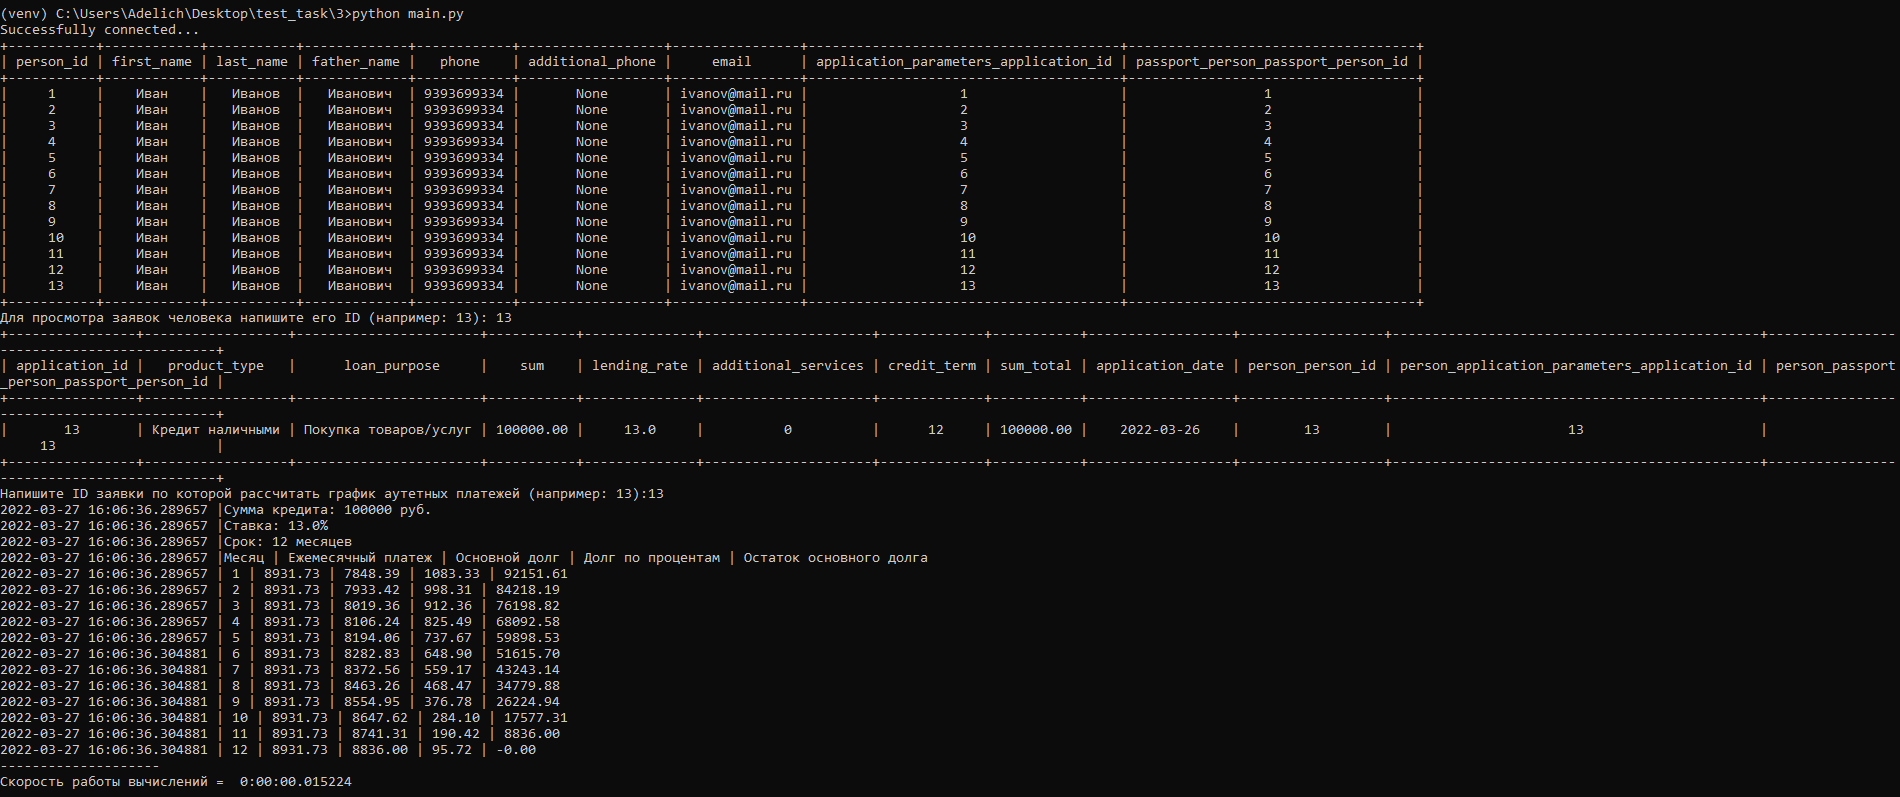 (venv) C:\Users\Adelich\Desktop\test_task\3>python main.py
Successfully connected...
+-----------+------------+-----------+-------------+------------+------------------+----------------+---------------------------------------+------------------------------------+
| person_id | first_name | last_name | father_name |   phone    | additional_phone |     email      | application_parameters_application_id | passport_person_passport_person_id |
+-----------+------------+-----------+-------------+------------+------------------+----------------+---------------------------------------+------------------------------------+
|     1     |    Иван    |   Иванов  |   Иванович  | 9393699334 |       None       | ivanov@mail.ru |                   1                   |                 1                  |
|     2     |    Иван    |   Иванов  |   Иванович  | 9393699334 |       None       | ivanov@mail.ru |                   2                   |                 2                  |
|     3     |    Иван    |   Иванов  |   Иванович  | 9393699334 |       None       | ivanov@mail.ru |                   3                   |                 3                  |
|     4     |    Иван    |   Иванов  |   Иванович  | 9393699334 |       None       | ivanov@mail.ru |                   4                   |                 4                  |
|     5     |    Иван    |   Иванов  |   Иванович  | 9393699334 |       None       | ivanov@mail.ru |                   5                   |                 5                  |
|     6     |    Иван    |   Иванов  |   Иванович  | 9393699334 |       None       | ivanov@mail.ru |                   6                   |                 6                  |
|     7     |    Иван    |   Иванов  |   Иванович  | 9393699334 |       None       | ivanov@mail.ru |                   7                   |                 7                  |
|     8     |    Иван    |   Иванов  |   Иванович  | 9393699334 |       None       | ivanov@mail.ru |                   8                   |                 8                  |
|     9     |    Иван    |   Иванов  |   Иванович  | 9393699334 |       None       | ivanov@mail.ru |                   9                   |                 9                  |
|     10    |    Иван    |   Иванов  |   Иванович  | 9393699334 |       None       | ivanov@mail.ru |                   10                  |                 10                 |
|     11    |    Иван    |   Иванов  |   Иванович  | 9393699334 |       None       | ivanov@mail.ru |                   11                  |                 11                 |
|     12    |    Иван    |   Иванов  |   Иванович  | 9393699334 |       None       | ivanov@mail.ru |                   12                  |                 12                 |
|     13    |    Иван    |   Иванов  |   Иванович  | 9393699334 |       None       | ivanov@mail.ru |                   13                  |                 13                 |
+-----------+------------+-----------+-------------+------------+------------------+----------------+---------------------------------------+------------------------------------+
Для просмотра заявок человека напишите его ID (например: 13): 13
+----------------+------------------+-----------------------+-----------+--------------+---------------------+-------------+-----------+------------------+------------------+----------------------------------------------+----------------
---------------------------+
| application_id |   product_type   |      loan_purpose     |    sum    | lending_rate | additional_services | credit_term | sum_total | application_date | person_person_id | person_application_parameters_application_id | person_passport
_person_passport_person_id |
+----------------+------------------+-----------------------+-----------+--------------+---------------------+-------------+-----------+------------------+------------------+----------------------------------------------+----------------
---------------------------+
|       13       | Кредит наличными | Покупка товаров/услуг | 100000.00 |     13.0     |          0          |      12     | 100000.00 |    2022-03-26    |        13        |                      13                      |
     13                    |
+----------------+------------------+-----------------------+-----------+--------------+---------------------+-------------+-----------+------------------+------------------+----------------------------------------------+----------------
---------------------------+
Напишите ID заявки по которой рассчитать график аутетных платежей (например: 13):13
2022-03-27 16:06:36.289657 |Сумма кредита: 100000 руб.
2022-03-27 16:06:36.289657 |Ставка: 13.0%
2022-03-27 16:06:36.289657 |Срок: 12 месяцев
2022-03-27 16:06:36.289657 |Месяц | Ежемесячный платеж | Основной долг | Долг по процентам | Остаток основного долга
2022-03-27 16:06:36.289657 | 1 | 8931.73 | 7848.39 | 1083.33 | 92151.61
2022-03-27 16:06:36.289657 | 2 | 8931.73 | 7933.42 | 998.31 | 84218.19
2022-03-27 16:06:36.289657 | 3 | 8931.73 | 8019.36 | 912.36 | 76198.82
2022-03-27 16:06:36.289657 | 4 | 8931.73 | 8106.24 | 825.49 | 68092.58
2022-03-27 16:06:36.289657 | 5 | 8931.73 | 8194.06 | 737.67 | 59898.53
2022-03-27 16:06:36.304881 | 6 | 8931.73 | 8282.83 | 648.90 | 51615.70
2022-03-27 16:06:36.304881 | 7 | 8931.73 | 8372.56 | 559.17 | 43243.14
2022-03-27 16:06:36.304881 | 8 | 8931.73 | 8463.26 | 468.47 | 34779.88
2022-03-27 16:06:36.304881 | 9 | 8931.73 | 8554.95 | 376.78 | 26224.94
2022-03-27 16:06:36.304881 | 10 | 8931.73 | 8647.62 | 284.10 | 17577.31
2022-03-27 16:06:36.304881 | 11 | 8931.73 | 8741.31 | 190.42 | 8836.00
2022-03-27 16:06:36.304881 | 12 | 8931.73 | 8836.00 | 95.72 | -0.00
--------------------
Скорость работы вычислений =  0:00:00.015224